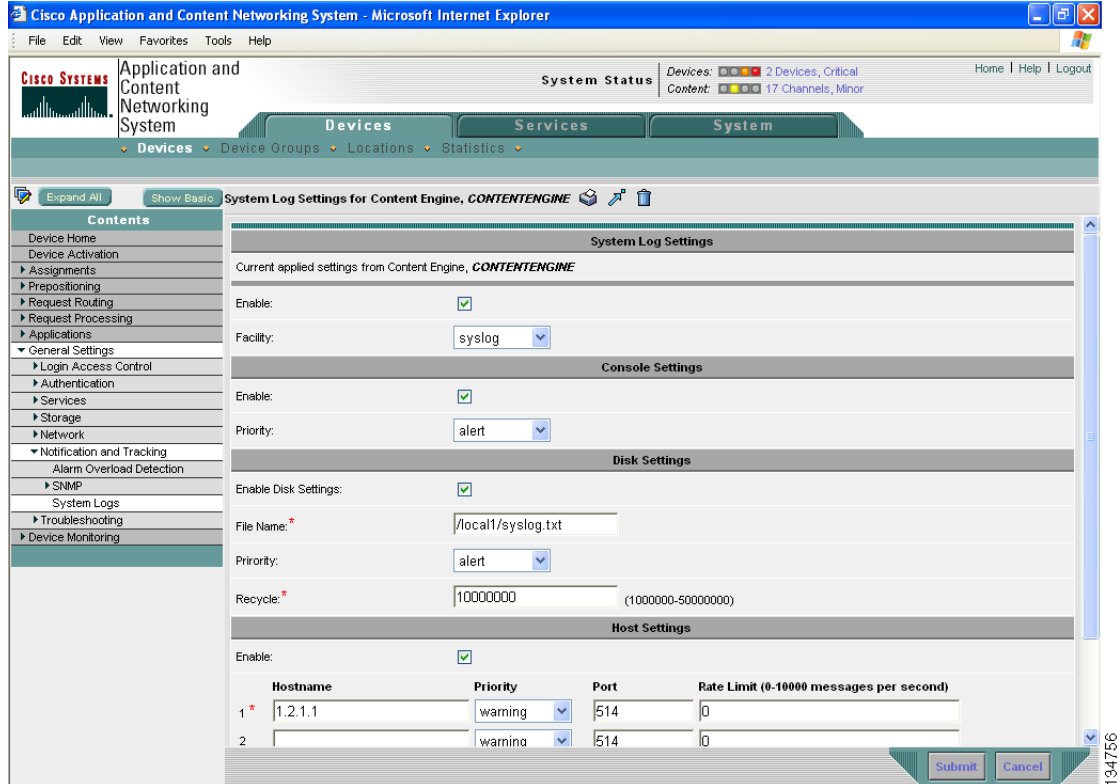 Cisco Application and Content Networking System - Microsoft Internet Explorer
File Edit View Favorites Tools Help
CISCO SYSTEMS
Application and
Content
Networking
System
System Status
Devices: 2 Devices, Critical
Content: 17 Channels, Minor
Home | Help | Logout
Devices Services System
Devices Device Groups Locations Statistics
Expand All Show Basic
System Log Settings for Content Engine, CONTENTENGINE
Contents
Device Home
Device Activation
Assignments
Prepositioning
Request Routing
Request Processing
Applications
General Settings
Login Access Control
Authentication
Services
Storage
Network
Notification and Tracking
Alarm Overload Detection
SNMP
System Logs
Troubleshooting
Device Monitoring
System Log Settings
Current applied settings from Content Engine, CONTENTENGINE
Enable:
Facility: syslog
Console Settings
Enable:
Priority: alert
Disk Settings
Enable Disk Settings:
File Name:* /local1/syslog.txt
Prirority: alert
Recycle:* 10000000 (1000000-50000000)
Host Settings
Enable:
Hostname Priority Port Rate Limit (0-10000 messages per second)
1 * 1.2.1.1 warning 514 0
2 warning 514 0
Submit Cancel
194756